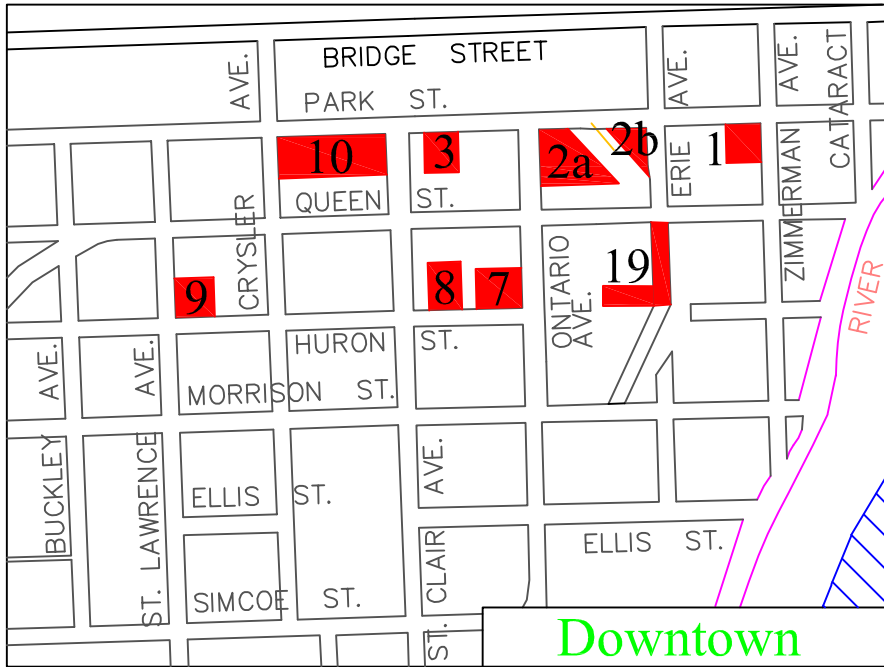 BRIDGE STREET
AVE.
AVE.
AVE.
CATARACT
PARK ST.
10
3
2a
2b
1
ERIE
ZIMMERMAN
QUEEN ST.
CRYSLER
9
8
7
19
ONTARIO
AVE.
RIVER
HURON ST.
AVE.
AVE.
MORRISON ST.
BUCKLEY
ST. LAWRENCE
AVE.
ELLIS ST.
ELLIS ST.
ST. CLAIR
SIMCOE ST.
Downtown